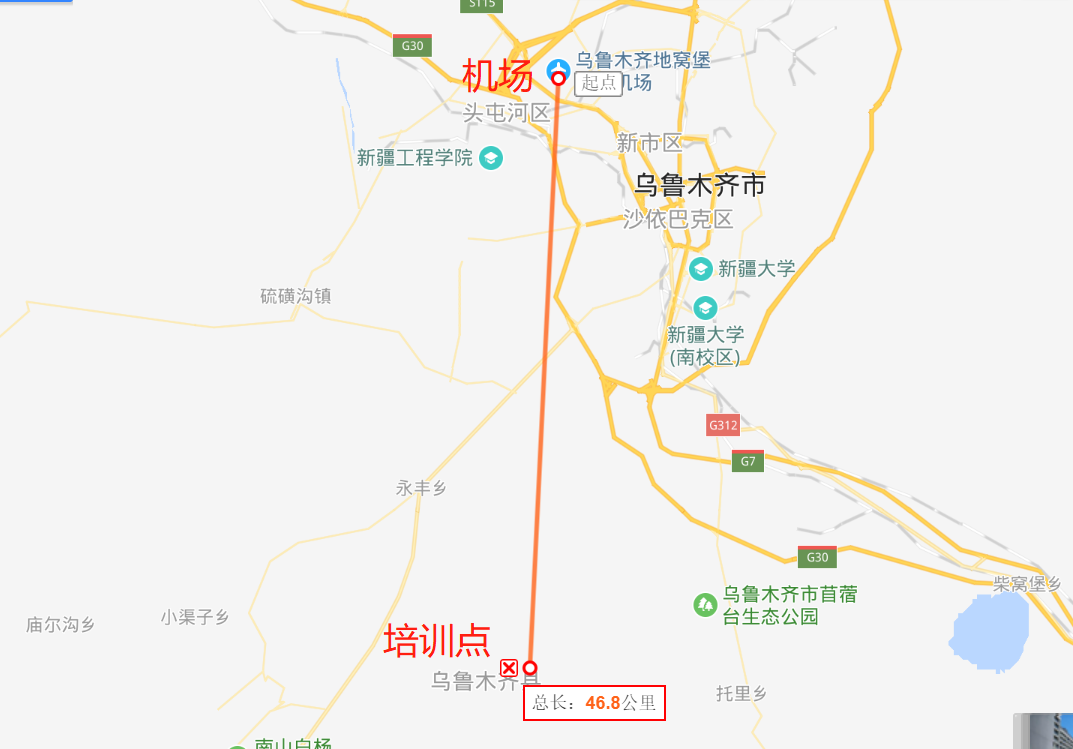 S115
G30
乌鲁木齐地窝堡
机场
机场
起点
头屯河区
新市区
新疆工程学院
乌鲁木齐市
沙依巴克区
新疆大学
硫磺沟镇
新疆大学
(南校区)
G312
G7
永丰乡
G30
柴窝堡乡
乌鲁木齐市苜蓿
台生态公园
小渠子乡
庙尔沟乡
培训点
乌鲁木齐县
托里乡
总长：46.8公里
南山白杨